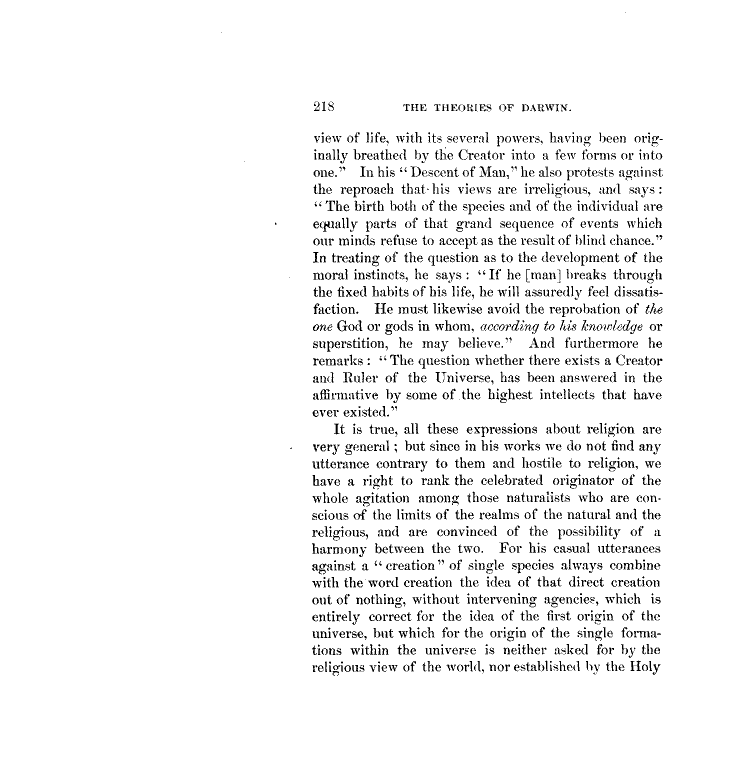 218 THE THEORIES OF DARWIN.
view of life, with its several powers, having been orig-
inally breathed by the Creator into a few forms or into
one." In his "Descent of Man," he also protests against
the reproach that his views are irreligious, and says:
"The birth both of the species and of the individual are
equally parts of that grand sequence of events which
our minds refuse to accept as the result of blind chance."
In treating of the question as to the development of the
moral instincts, he says: "If he [man] breaks through
the fixed habits of his life, he will assuredly feel dissatis-
faction. He must likewise avoid the reprobation of the
one God or gods in whom, according to his knowledge or
superstition, he may believe." And furthermore he
remarks: "The question whether there exists a Creator
and Ruler of the Universe, has been answered in the
affirmative by some of the highest intellects that have
ever existed."
It is true, all these expressions about religion are
very general; but since in his works we do not find any
utterance contrary to them and hostile to religion, we
have a right to rank the celebrated originator of the
whole agitation among those naturalists who are con-
scious of the limits of the realms of the natural and the
religious, and are convinced of the possibility of a
harmony between the two. For his casual utterances
against a "creation" of single species always combine
with the word creation the idea of that direct creation
out of nothing, without intervening agencies, which is
entirely correct for the idea of the first origin of the
universe, but which for the origin of the single forma-
tions within the universe is neither asked for by the
religious view of the world, nor established by the Holy